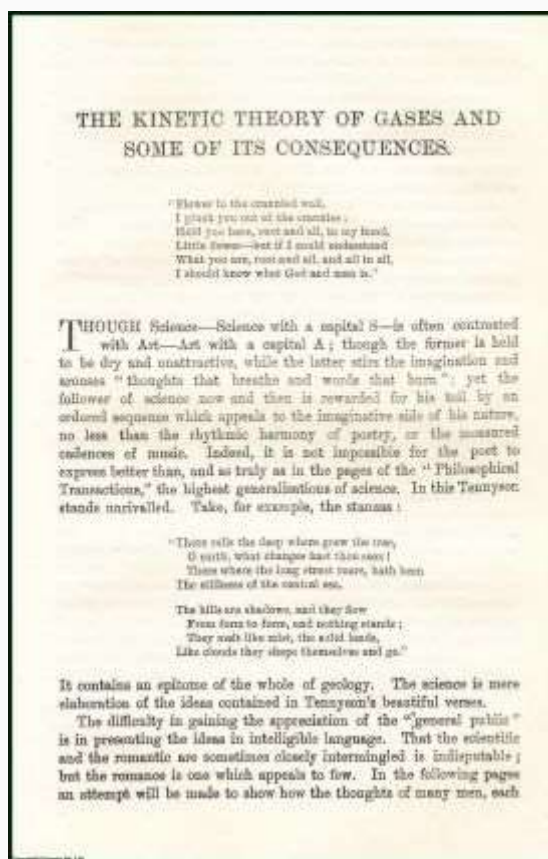 THE KINETIC THEORY OF GASES AND
SOME OF ITS CONSEQUENCES.
"Flower in the crannied wall,
I pluck you out of the crannies;
Hold you here, root and all, in my hand,
Little flower—but if I could understand
What you are, root and all, and all in all,
I should know what God and man is."
THOUGH Science—Science with a capital S—is often contrasted
with Art—Art with a capital A; though the former is held
to be dry and unattractive, while the latter stirs the imagination and
arouses "thoughts that breathe and words that burn"; yet the
follower of science now and then is rewarded for his toil by an
ordered sequence which appeals to the imaginative side of his nature,
no less than the rhythmic harmony of poetry, or the measured
cadences of music. Indeed, it is not impossible for the poet to
express better than, and as truly as in the pages of the "Philosophical
Transactions," the highest generalisations of science. In this Tennyson
stands unrivalled. Take, for example, the stanzas:
"There rolls the deep where grew the tree,
O earth, what changes hast thou seen!
There where the long street roars, hath been
The stillness of the central sea.
The hills are shadows, and they flow
From form to form, and nothing stands;
They melt like mist, the solid lands,
Like clouds they shape themselves and go."
It contains an epitome of the whole of geology. The science is mere
elaboration of the ideas contained in Tennyson's beautiful verses.
The difficulty in gaining the appreciation of the "general public"
is in presenting the ideas in intelligible language. That the scientific
and the romantic are sometimes closely intermingled is indisputable;
but the romance is one which appeals to few. In the following pages
an attempt will be made to show how the thoughts of many men, each